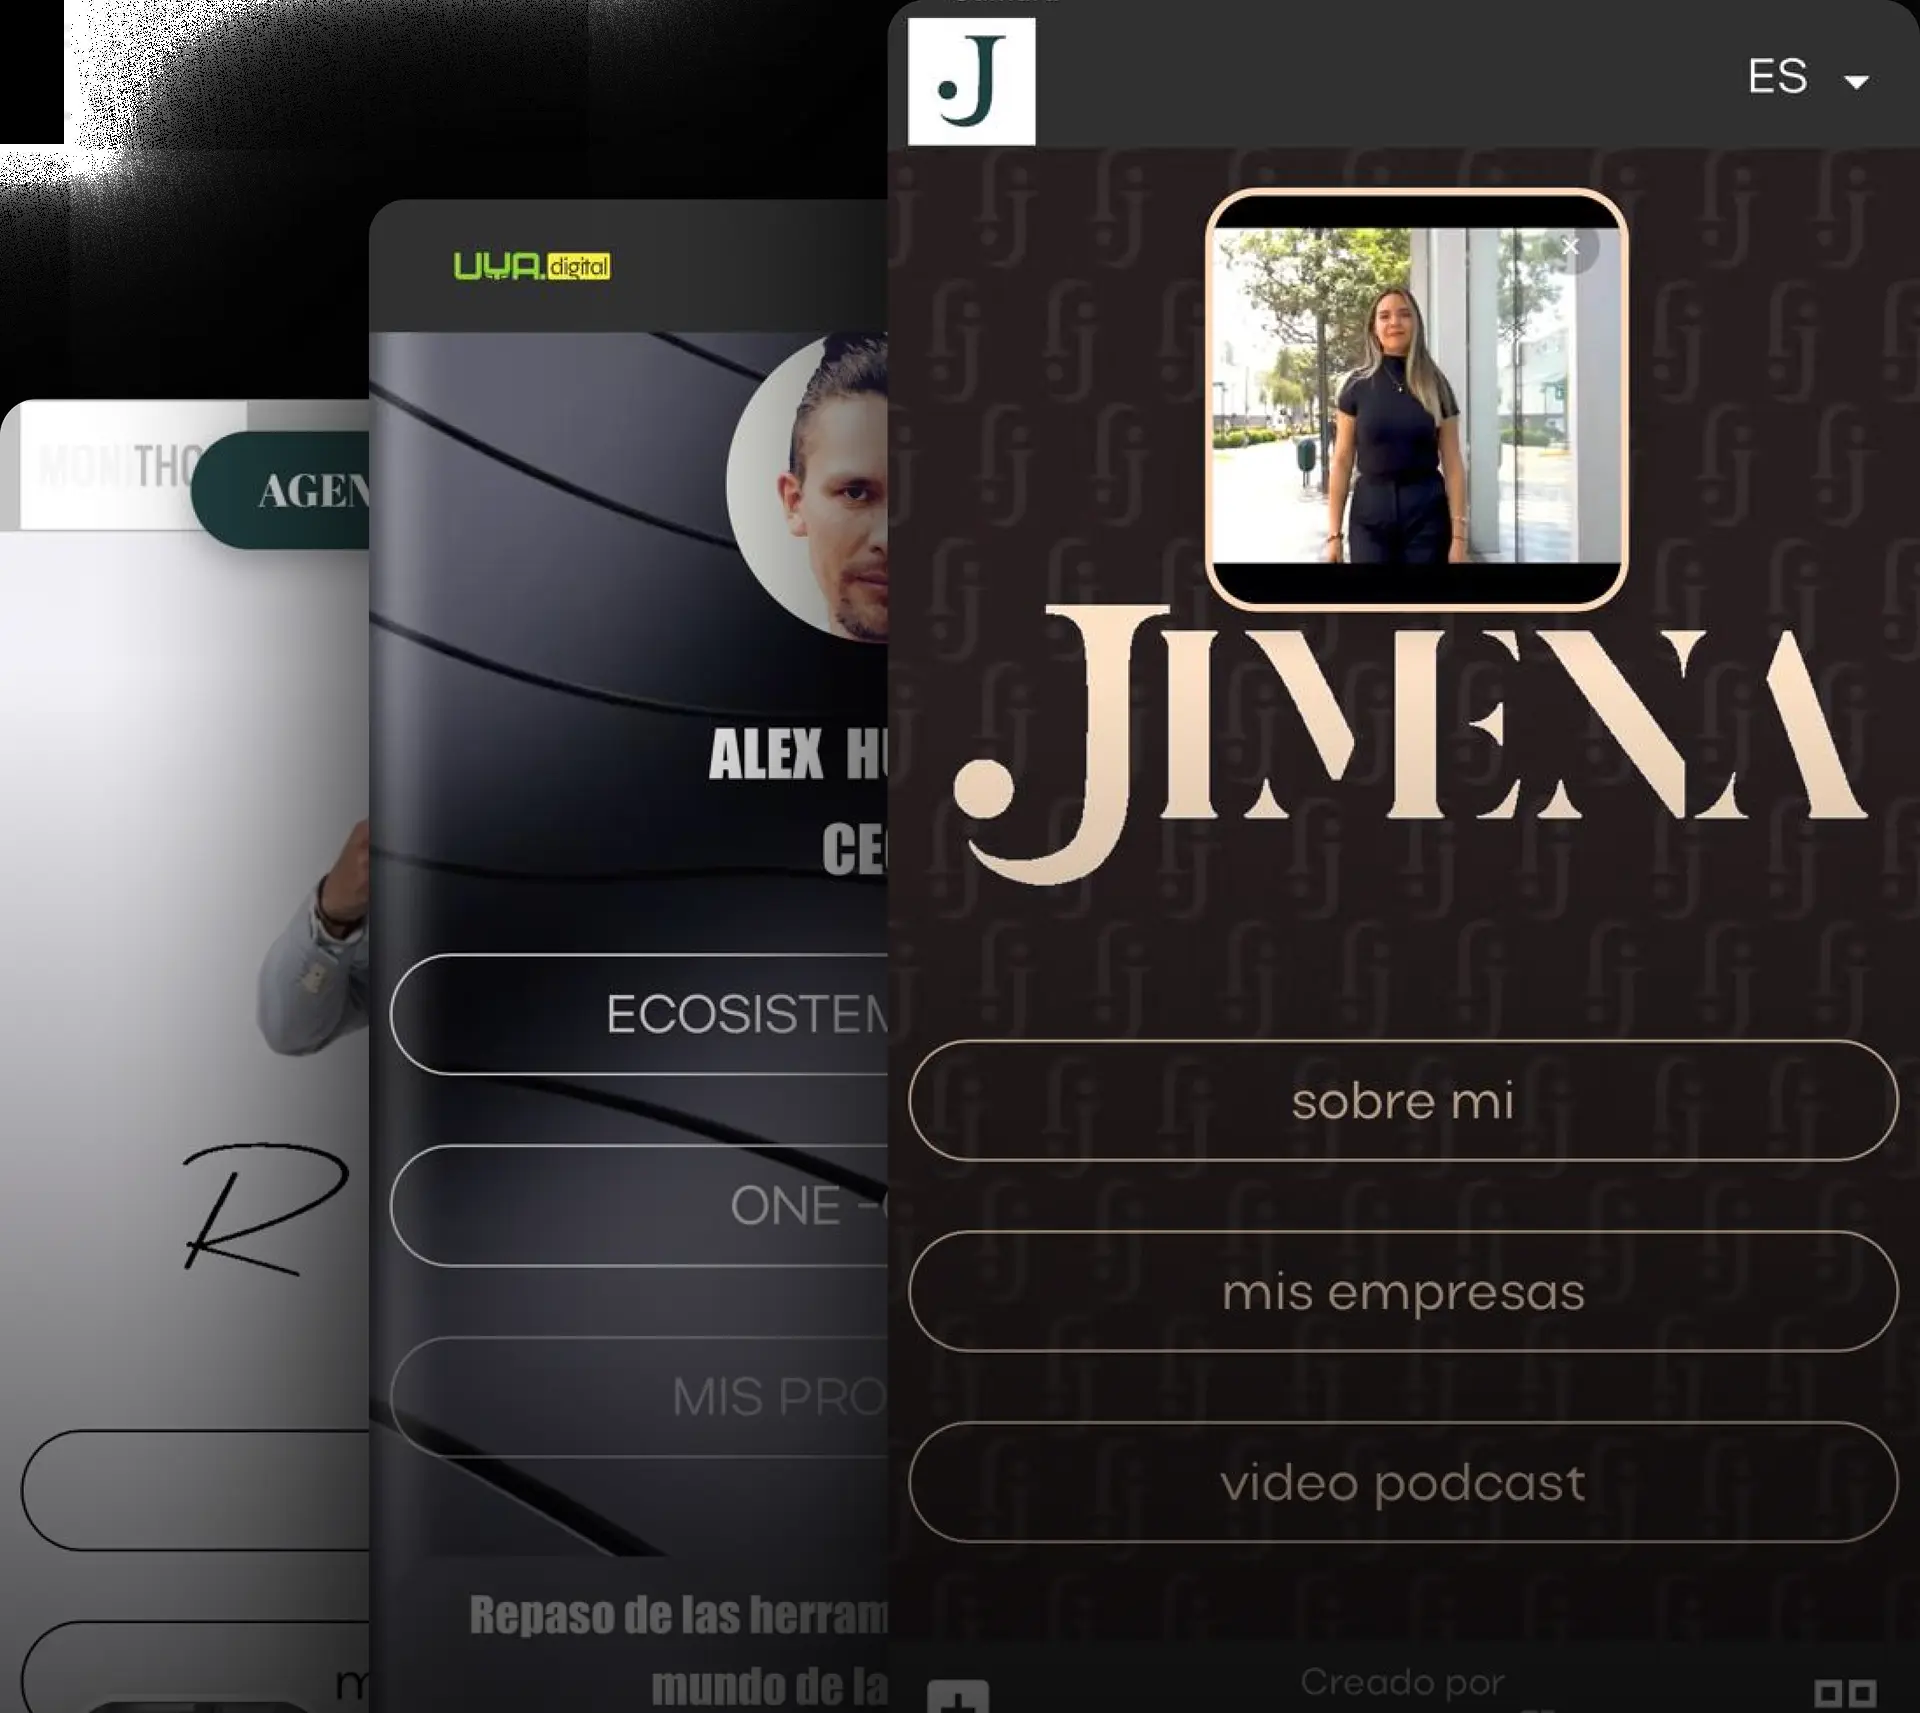 J
ES
UYA.digital
MONITHO
AGEN
JIMENA
ALEX HU
CEO
ECOSISTEM
sobre mi
R
ONE -
mis empresas
MIS PRO
video podcast
Repaso de las herram
mundo de la
m
Creado por